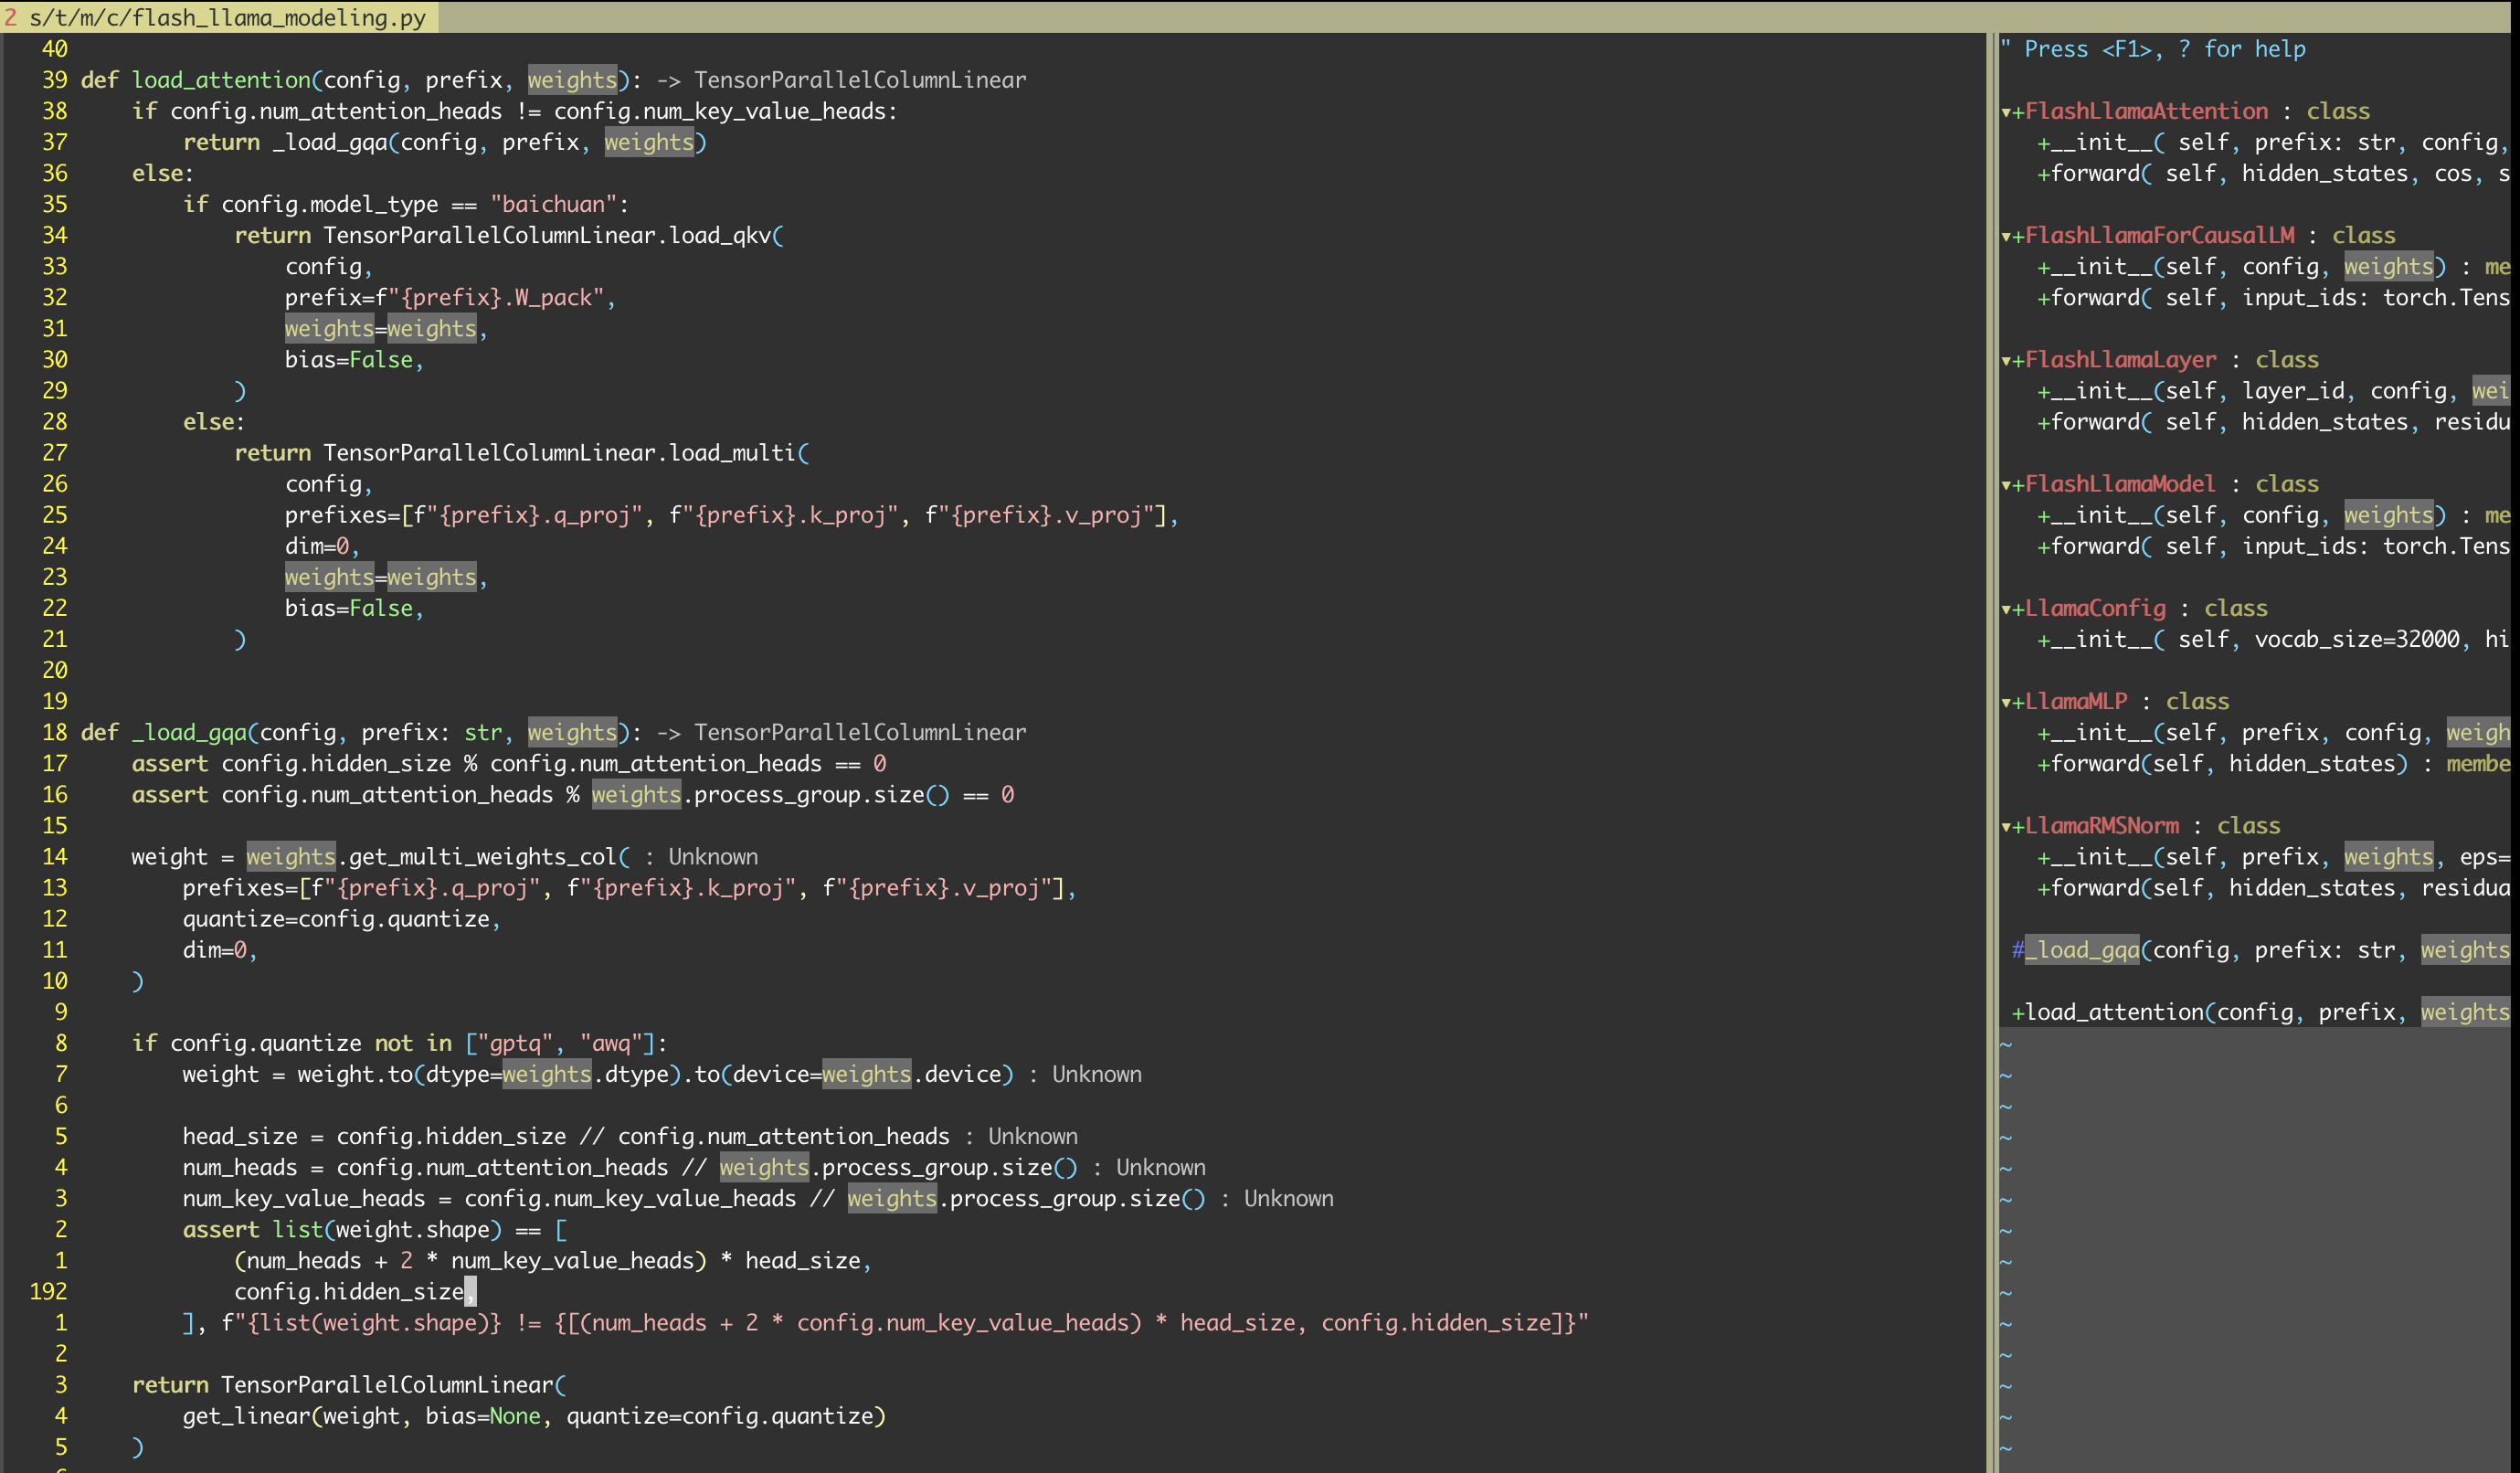 2 s/t/m/c/flash_llama_modeling.py
40
39 def load_attention(config, prefix, weights): -> TensorParallelColumnLinear
38     if config.num_attention_heads != config.num_key_value_heads:
37         return _load_gqa(config, prefix, weights)
36     else:
35         if config.model_type == "baichuan":
34             return TensorParallelColumnLinear.load_qkv(
33                 config,
32                 prefix=f"{prefix}.W_pack",
31                 weights=weights,
30                 bias=False,
29             )
28         else:
27             return TensorParallelColumnLinear.load_multi(
26                 config,
25                 prefixes=[f"{prefix}.q_proj", f"{prefix}.k_proj", f"{prefix}.v_proj"],
24                 dim=0,
23                 weights=weights,
22                 bias=False,
21             )
20
19
18 def _load_gqa(config, prefix: str, weights): -> TensorParallelColumnLinear
17     assert config.hidden_size % config.num_attention_heads == 0
16     assert config.num_attention_heads % weights.process_group.size() == 0
15
14     weight = weights.get_multi_weights_col( : Unknown
13         prefixes=[f"{prefix}.q_proj", f"{prefix}.k_proj", f"{prefix}.v_proj"],
12         quantize=config.quantize,
11         dim=0,
10     )
9
8     if config.quantize not in ["gptq", "awq"]:
7         weight = weight.to(dtype=weights.dtype).to(device=weights.device) : Unknown
6
5         head_size = config.hidden_size // config.num_attention_heads : Unknown
4         num_heads = config.num_attention_heads // weights.process_group.size() : Unknown
3         num_key_value_heads = config.num_key_value_heads // weights.process_group.size() : Unknown
2         assert list(weight.shape) == [
1             (num_heads + 2 * num_key_value_heads) * head_size,
192             config.hidden_size,
1         ], f"{list(weight.shape)} != {[(num_heads + 2 * config.num_key_value_heads) * head_size, config.hidden_size]}"
2
3     return TensorParallelColumnLinear(
4         get_linear(weight, bias=None, quantize=config.quantize)
5     )
" Press <F1>, ? for help
▾+FlashLlamaAttention : class
+__init__( self, prefix: str, config,
+forward( self, hidden_states, cos, s
▾+FlashLlamaForCausalLM : class
+__init__(self, config, weights) : me
+forward( self, input_ids: torch.Tens
▾+FlashLlamaLayer : class
+__init__(self, layer_id, config, wei
+forward( self, hidden_states, residu
▾+FlashLlamaModel : class
+__init__(self, config, weights) : me
+forward( self, input_ids: torch.Tens
▾+LlamaConfig : class
+__init__( self, vocab_size=32000, hi
▾+LlamaMLP : class
+__init__(self, prefix, config, weigh
+forward(self, hidden_states) : membe
▾+LlamaRMSNorm : class
+__init__(self, prefix, weights, eps=
+forward(self, hidden_states, residua
#_load_gqa(config, prefix: str, weights
+load_attention(config, prefix, weights
~
~
~
~
~
~
~
~
~
~
~
~
~
~